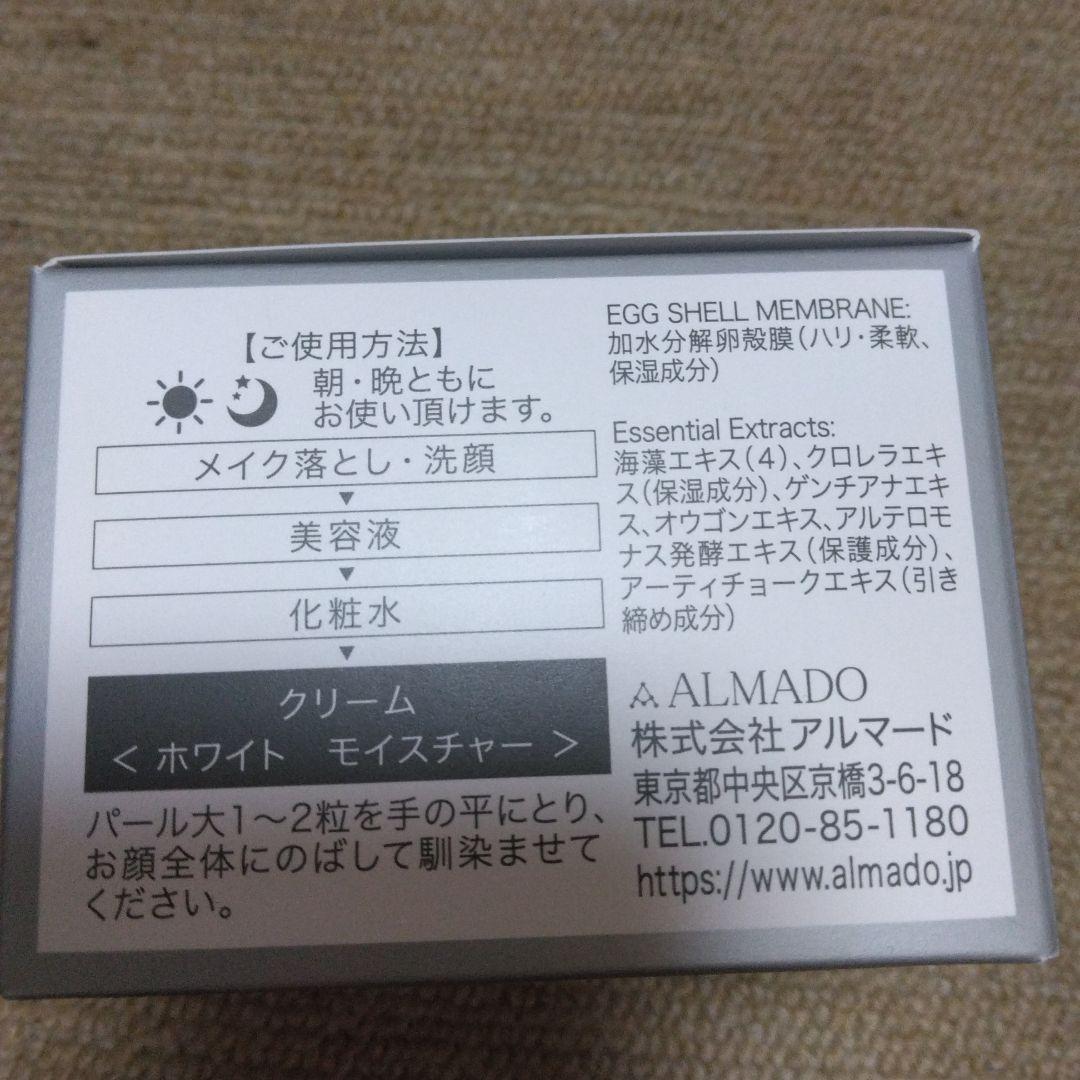 【ご使用方法】
朝・晩ともに
お使い頂けます。
メイク落とし・洗顔
美容液
化粧水
クリーム
＜ ホワイト モイスチャー ＞
パール大1～2粒を手の平にとり、
お顔全体にのばして馴染ませて
ください。
EGG SHELL MEMBRANE:
加水分解卵殻膜（ハリ・柔軟、
保湿成分）
Essential Extracts:
海藻エキス（4）、クロレラエキ
ス（保湿成分）、ゲンチアナエキ
ス、オウゴンエキス、アルテロモ
ナス発酵エキス（保護成分）、
アーティチョークエキス（引き
締め成分）
ALMADO
株式会社アルマード
東京都中央区京橋3-6-18
TEL.0120-85-1180
https://www.almado.jp